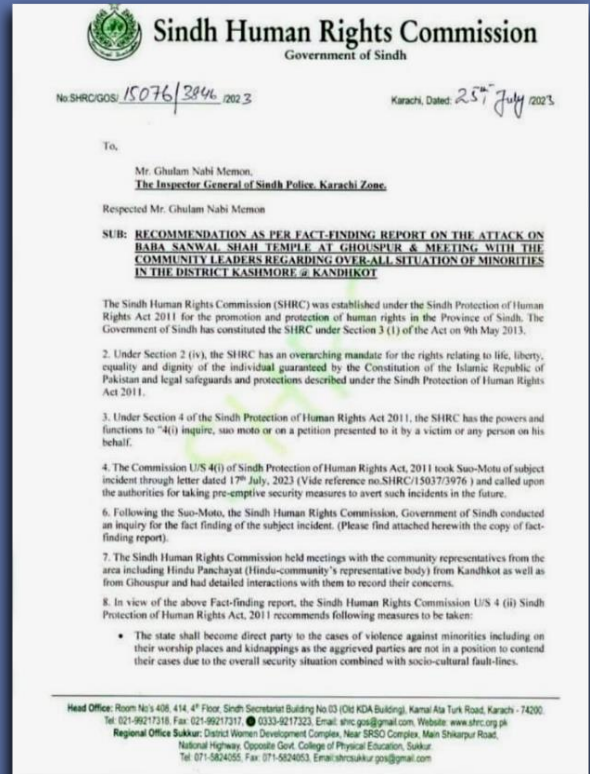 Sindh Human Rights Commission
Government of Sindh
No.SHRC/GOS/ 15076/3946 /2023
Karachi, Dated: 25th July /2023
To,
Mr. Ghulam Nabi Memon,
The Inspector General of Sindh Police, Karachi Zone.
Respected Mr. Ghulam Nabi Memon
SUB: RECOMMENDATION AS PER FACT-FINDING REPORT ON THE ATTACK ON
BABA SANWAL SHAH TEMPLE AT GHOUSPUR & MEETING WITH THE
COMMUNITY LEADERS REGARDING OVER-ALL SITUATION OF MINORITIES
IN THE DISTRICT KASHMORE @ KANDHKOT
The Sindh Human Rights Commission (SHRC) was established under the Sindh Protection of Human
Rights Act 2011 for the promotion and protection of human rights in the Province of Sindh. The
Government of Sindh has constituted the SHRC under Section 3 (1) of the Act on 9th May 2013.
2. Under Section 2 (iv), the SHRC has an overarching mandate for the rights relating to life, liberty,
equality and dignity of the individual guaranteed by the Constitution of the Islamic Republic of
Pakistan and legal safeguards and protections described under the Sindh Protection of Human Rights
Act 2011.
3. Under Section 4 of the Sindh Protection of Human Rights Act 2011, the SHRC has the powers and
functions to "4(i) inquire, suo moto or on a petition presented to it by a victim or any person on his
behalf.
4. The Commission U/S 4(i) of Sindh Protection of Human Rights Act, 2011 took Suo-Motu of subject
incident through letter dated 17th July, 2023 (Vide reference no.SHRC/15037/3976 ) and called upon
the authorities for taking pre-emptive security measures to avert such incidents in the future.
6. Following the Suo-Moto, the Sindh Human Rights Commission, Government of Sindh conducted
an inquiry for the fact finding of the subject incident. (Please find attached herewith the copy of fact-
finding report).
7. The Sindh Human Rights Commission held meetings with the community representatives from the
area including Hindu Panchayat (Hindu-community's representative body) from Kandhkot as well as
from Ghouspur and had detailed interactions with them to record their concerns.
8. In view of the above Fact-finding report, the Sindh Human Rights Commission U/S 4 (ii) Sindh
Protection of Human Rights Act, 2011 recommends following measures to be taken:
• The state shall become direct party to the cases of violence against minorities including on
their worship places and kidnappings as the aggrieved parties are not in a position to contend
their cases due to the overall security situation combined with socio-cultural fault-lines.
SHRC
Head Office: Room No's 408, 414, 4th Floor, Sindh Secretariat Building No.03 (Old KDA Building), Kamal Ata Turk Road, Karachi - 74200.
Tel: 021-99217318, Fax: 021-99217317, 0333-9217323, Email: shrc.gos@gmail.com, Website: www.shrc.org.pk
Regional Office Sukkur: District Women Development Complex, Near SRSO Complex, Main Shikarpur Road,
National Highway, Opposite Govt. College of Physical Education, Sukkur.
Tel: 071-5824055, Fax: 071-5824053, Email:shrcsukkur.gos@gmail.com